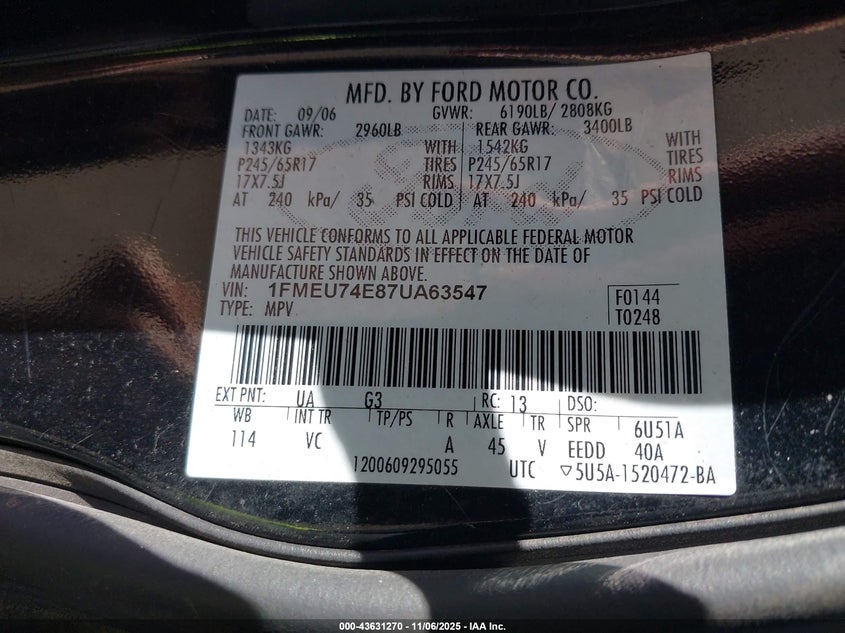 MFD. BY FORD MOTOR CO.
DATE: 09/06 GVWR: 6190LB/ 2808KG
FRONT GAWR: 2960LB REAR GAWR: 3400LB
1343KG WITH 1542KG WITH
P245/65R17 TIRES P245/65R17 TIRES
17X7.5J RIMS 17X7.5J RIMS
AT 240 kPa/ 35 PSI COLD AT 240 kPa/ 35 PSI COLD
THIS VEHICLE CONFORMS TO ALL APPLICABLE FEDERAL MOTOR
VEHICLE SAFETY STANDARDS IN EFFECT ON THE DATE OF
MANUFACTURE SHOWN ABOVE.
VIN: 1FMEU74E87UA63547 F0144
TYPE: MPV T0248
EXT PNT: UA G3 RC: 13 DSO:
WB INT TR TP/PS R AXLE TR SPR 6U51A
114 VC A 45 V EEDD 40A
1200609295055 UTC ▽5U5A-1520472-BA
000-43631270 - 11/06/2025 - IAA Inc.